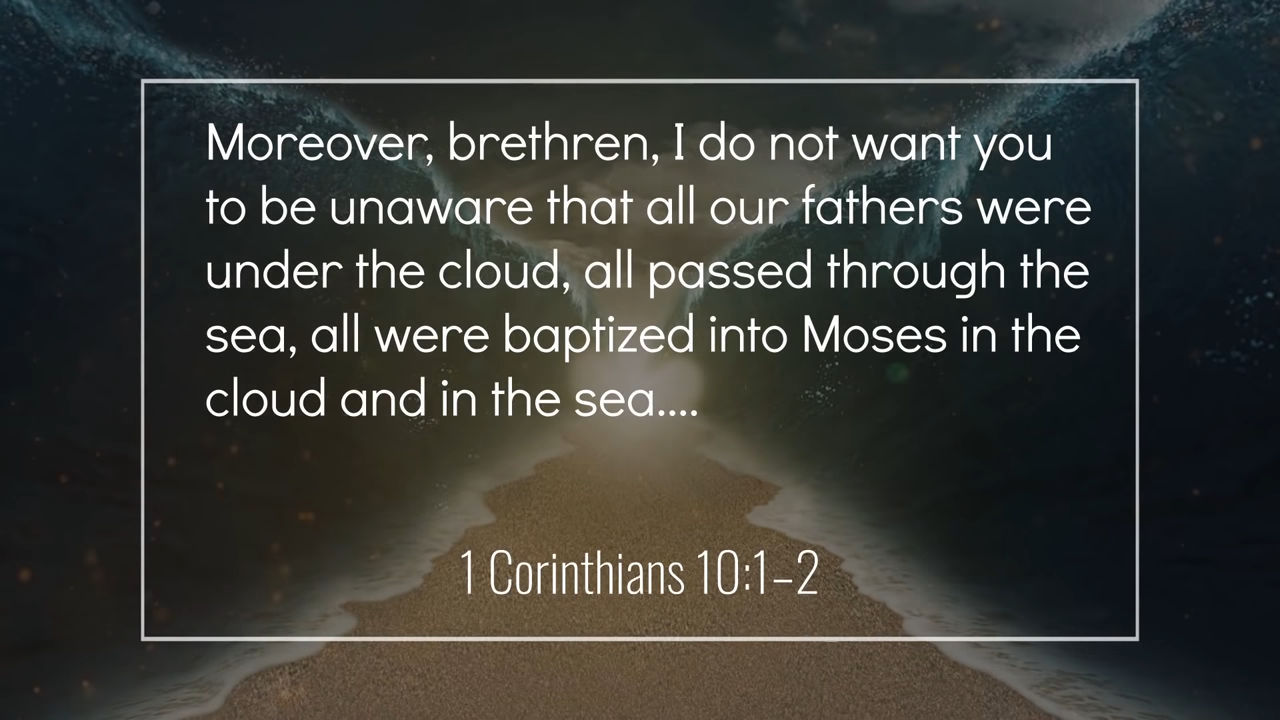 Moreover, brethren, I do not want you
to be unaware that all our fathers were
under the cloud, all passed through the
sea, all were baptized into Moses in the
cloud and in the sea....
1 Corinthians 10:1–2